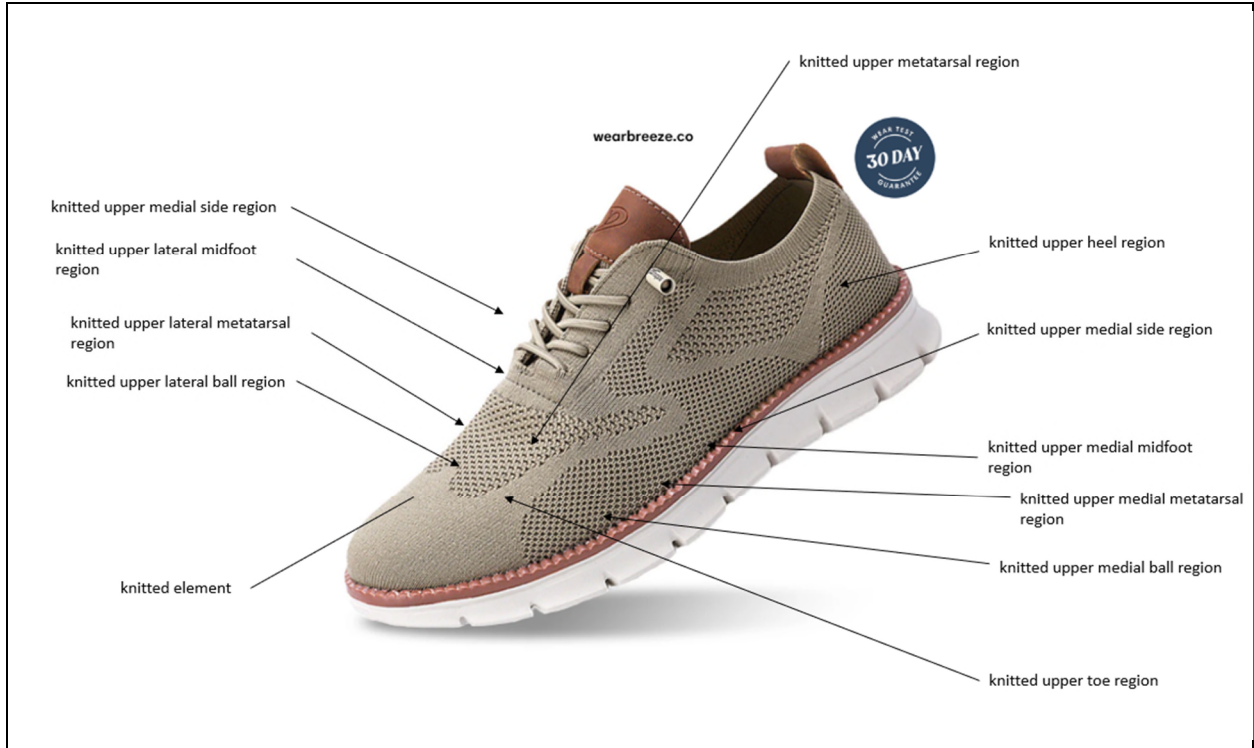 knitted upper metatarsal region
wearbreeze.co
WEAR TEST
30 DAY
GUARANTEE
knitted upper medial side region
knitted upper lateral midfoot
region
knitted upper heel region
knitted upper lateral metatarsal
region
knitted upper medial side region
knitted upper lateral ball region
knitted upper medial midfoot
region
knitted upper medial metatarsal
region
knitted upper medial ball region
knitted element
knitted upper toe region